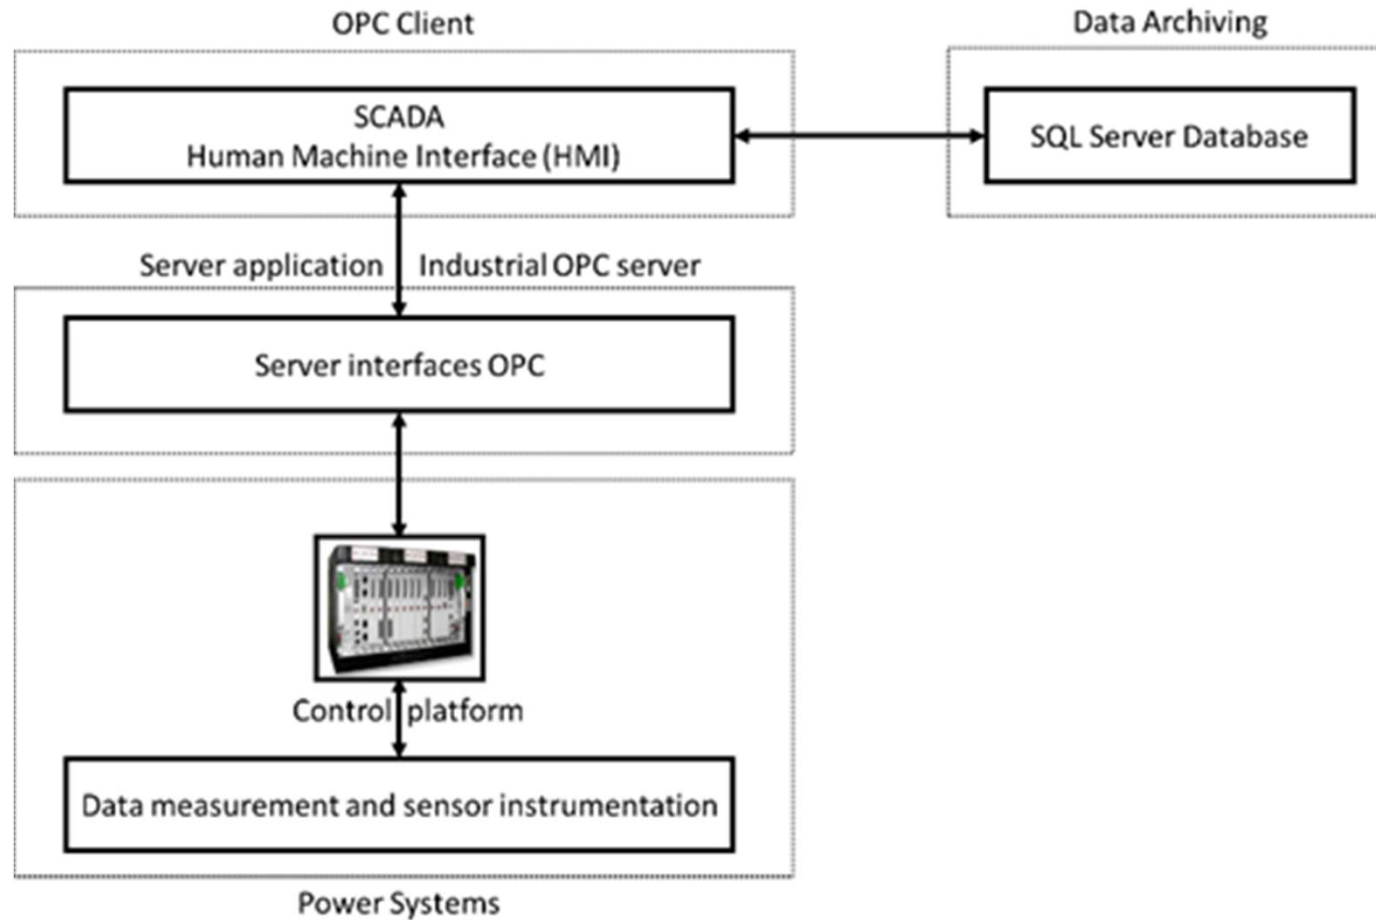 OPC Client
Data Archiving
SCADA
Human Machine Interface (HMI)
SQL Server Database
Server application
Industrial OPC server
Server interfaces OPC
Control platform
Data measurement and sensor instrumentation
Power Systems